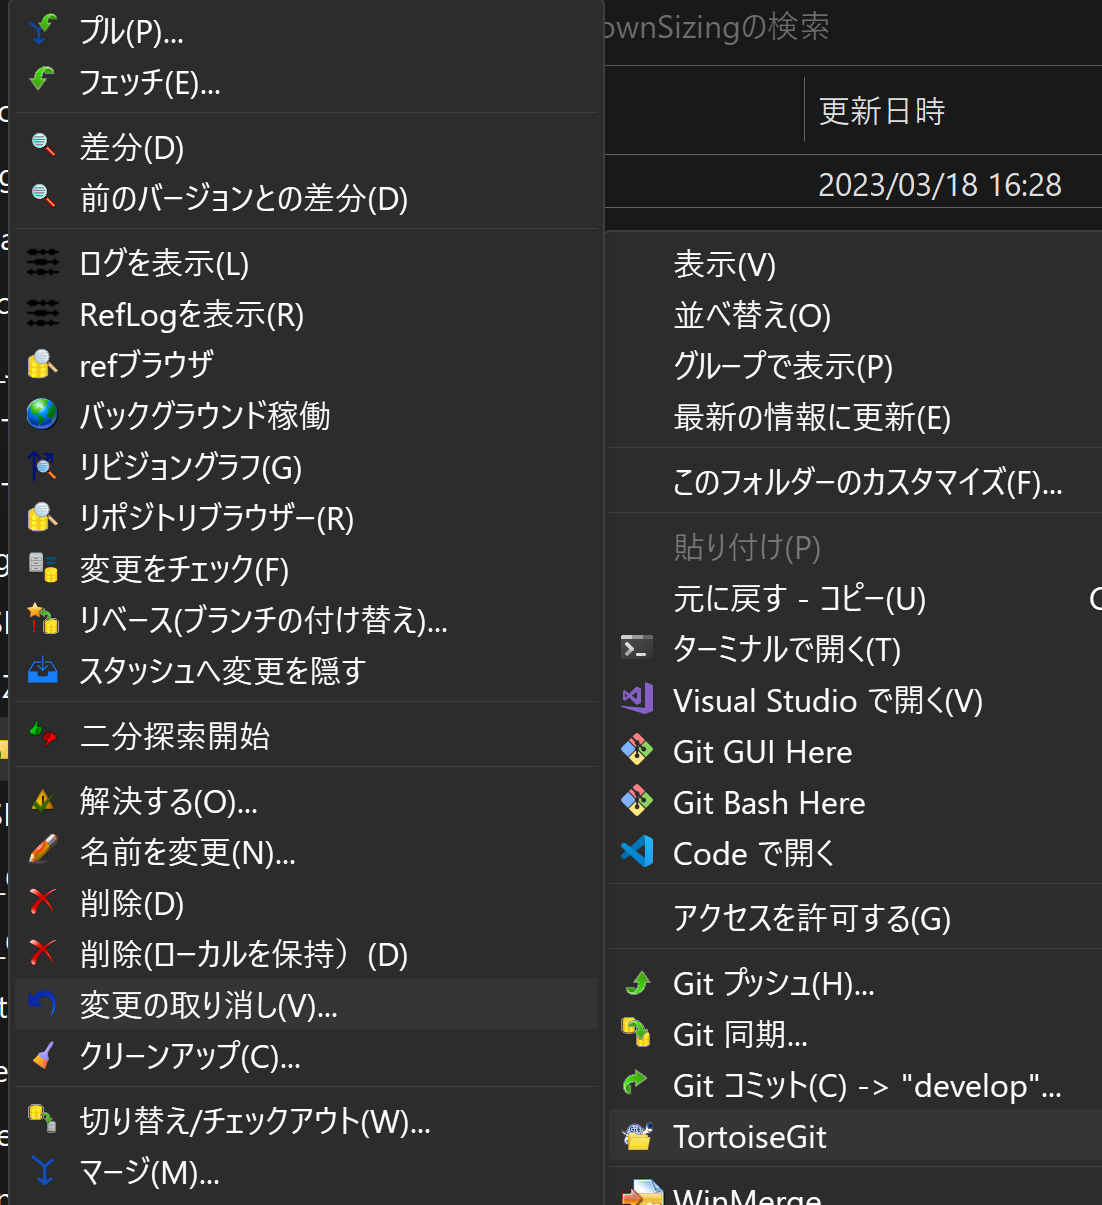 プル(P)...
フェッチ(E)...
差分(D)
前のバージョンとの差分(D)
ログを表示(L)
RefLogを表示(R)
refブラウザ
バックグラウンド稼働
リビジョングラフ(G)
リポジトリブラウザー(R)
変更をチェック(F)
リベース(ブランチの付け替え)...
スタッシュへ変更を隠す
二分探索開始
解決する(O)...
名前を変更(N)...
削除(D)
削除(ローカルを保持）(D)
変更の取り消し(V)...
クリーンアップ(C)...
切り替え/チェックアウト(W)...
マージ(M)...
ownSizingの検索
更新日時
2023/03/18 16:28
表示(V)
並べ替え(O)
グループで表示(P)
最新の情報に更新(E)
このフォルダーのカスタマイズ(F)...
貼り付け(P)
元に戻す - コピー(U)
ターミナルで開く(T)
Visual Studio で開く(V)
Git GUI Here
Git Bash Here
Code で開く
アクセスを許可する(G)
Git プッシュ(H)...
Git 同期...
Git コミット(C) -> "develop"...
TortoiseGit
WinMerge